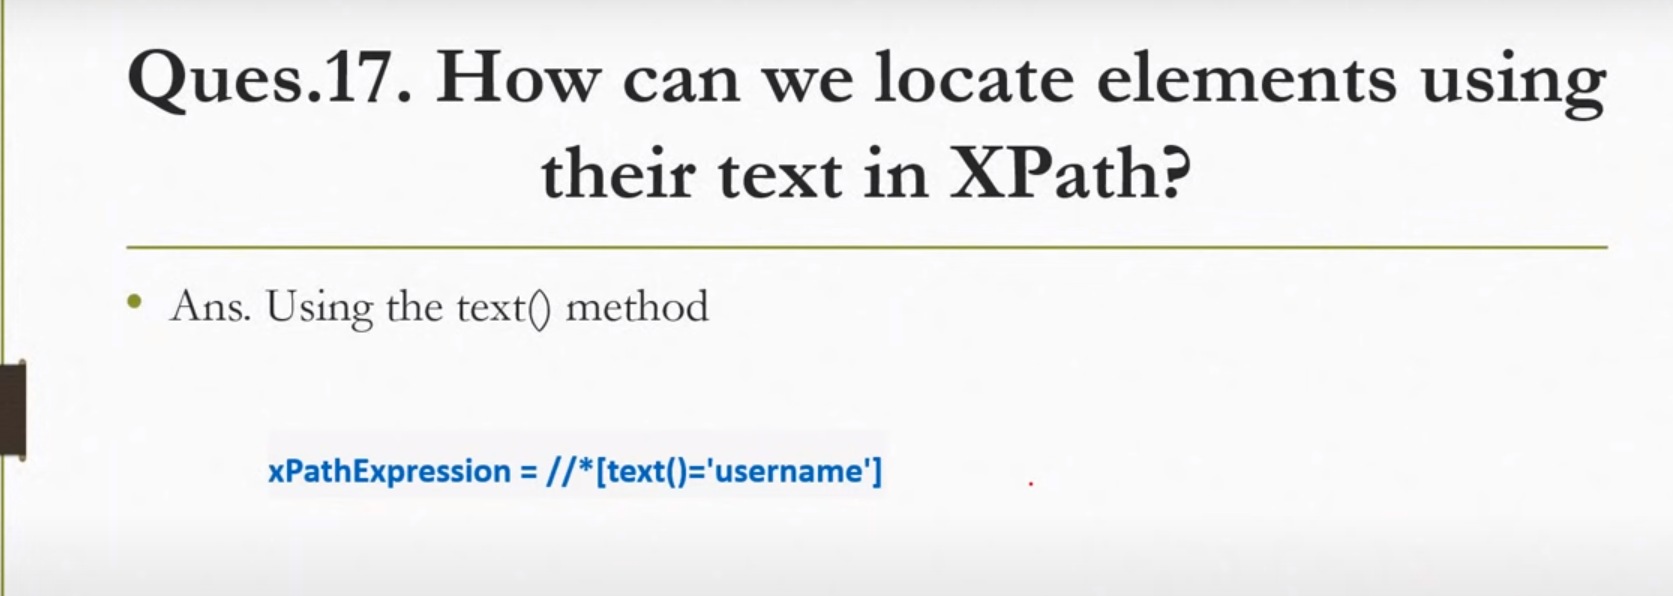 Ques.17. How can we locate elements using
their text in XPath?
• Ans. Using the text() method
xPathExpression = //*[text()='username']